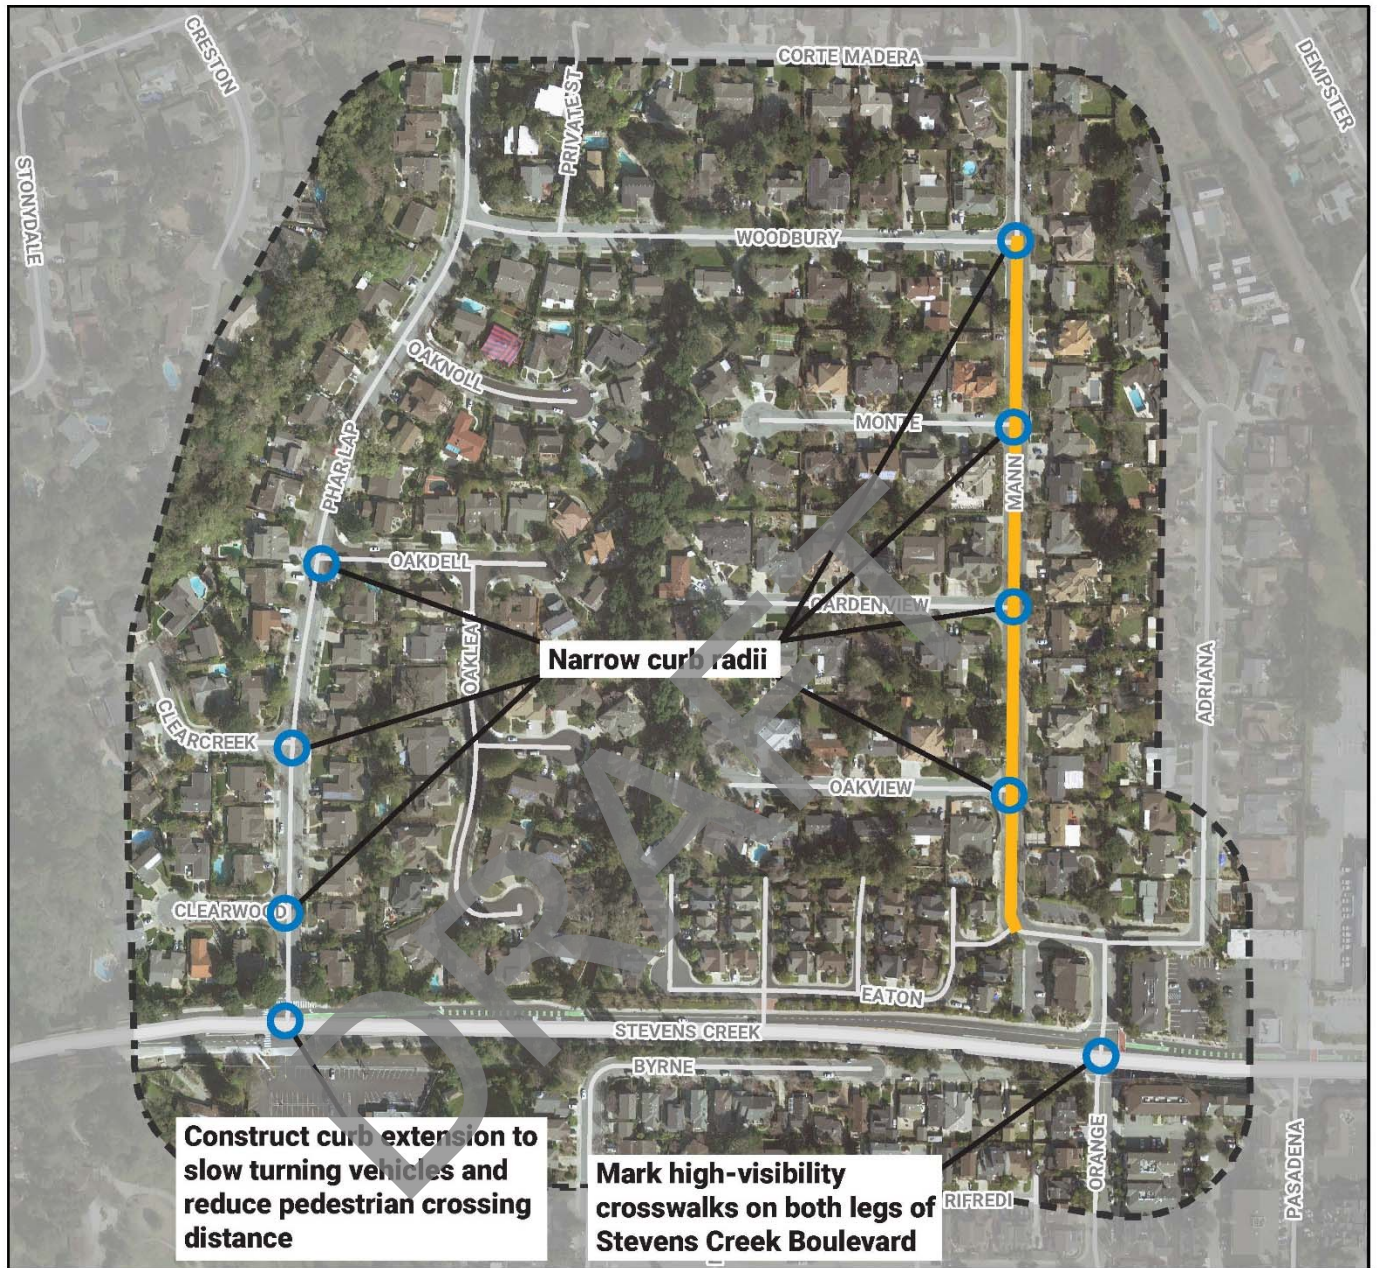 CRESTON
CORTE MADERA
DEMPSTER
PRIVATE ST
STONYDALE
WOODBURY
OAKNOLL
MONTE
MANN
PHAR LAP
OAKDELL
GARDENVIEW
OAKLEAF
Narrow curb radii
ADRIANA
CLEARCREEK
OAKVIEW
CLEARWOOD
EATON
STEVENS CREEK
BYRNE
DRAFT
Construct curb extension to
slow turning vehicles and
reduce pedestrian crossing
distance
Mark high-visibility
crosswalks on both legs of
Stevens Creek Boulevard
RIFREDI
ORANGE
PASADENA